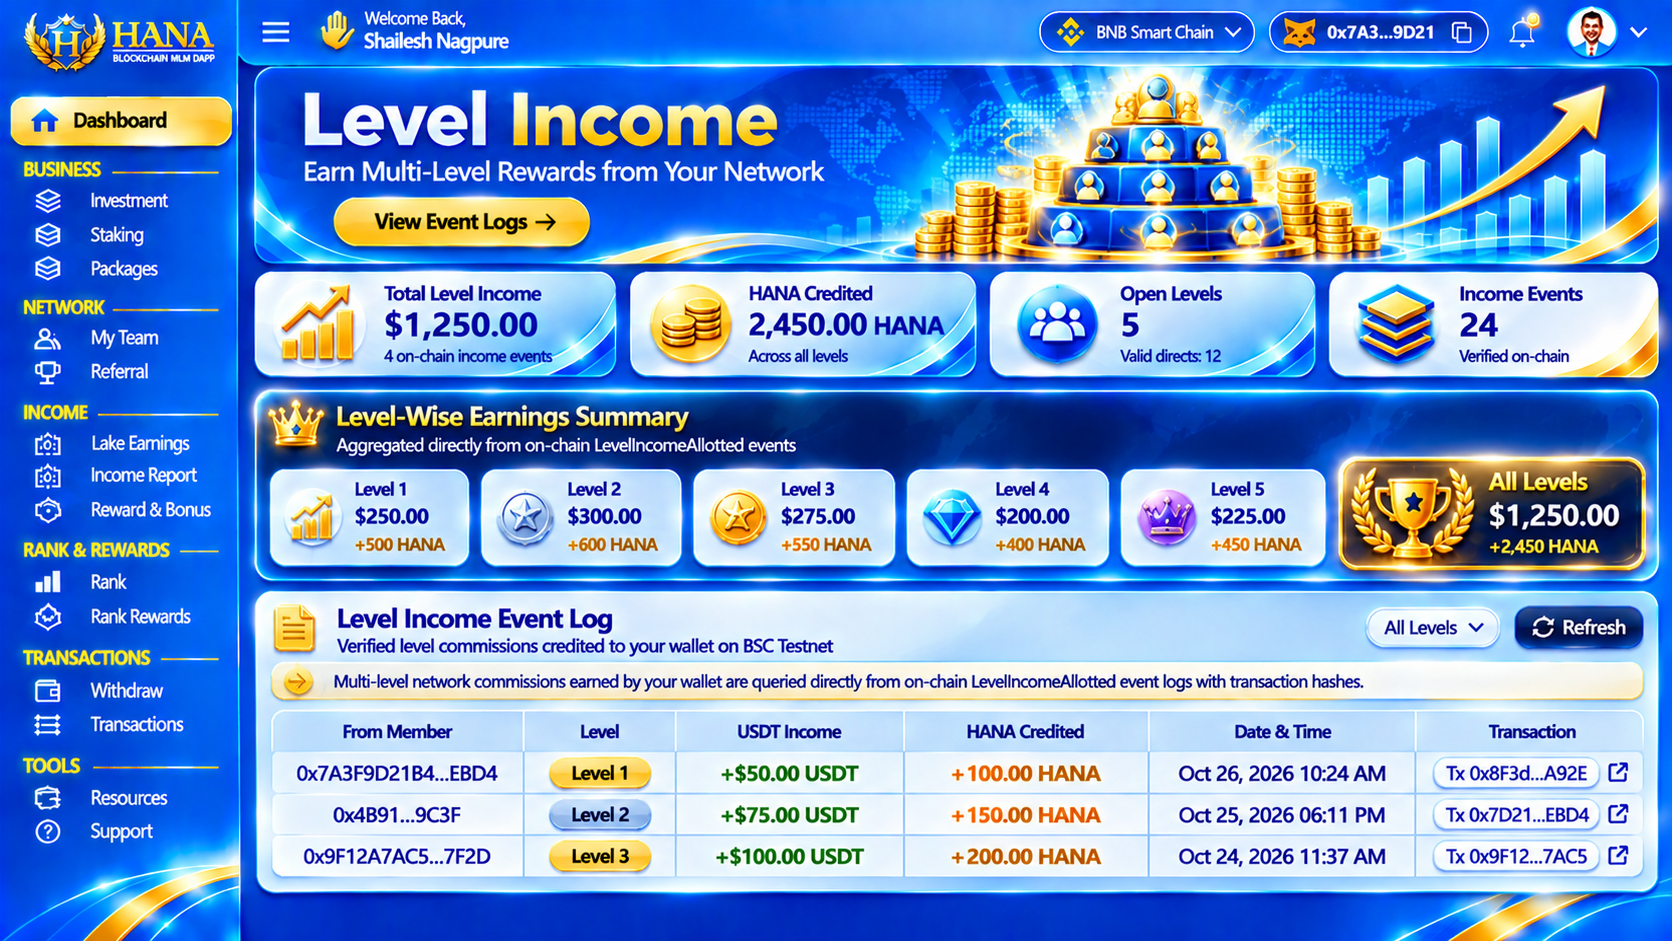 HANA
BLOCKCHAIN MLM DAPP
Welcome Back,
Shailesh Nagpure
BNB Smart Chain
0x7A3...9D21
Dashboard
BUSINESS
Investment
Staking
Packages
NETWORK
My Team
Referral
INCOME
Lake Earnings
Income Report
Reward & Bonus
RANK & REWARDS
Rank
Rank Rewards
TRANSACTIONS
Withdraw
Transactions
TOOLS
Resources
Support
Level Income
Earn Multi-Level Rewards from Your Network
View Event Logs →
Total Level Income
$1,250.00
4 on-chain income events
HANA Credited
2,450.00 HANA
Across all levels
Open Levels
5
Valid directs: 12
Income Events
24
Verified on-chain
Level-Wise Earnings Summary
Aggregated directly from on-chain LevelIncomeAllotted events
Level 1
$250.00
+500 HANA
Level 2
$300.00
+600 HANA
Level 3
$275.00
+550 HANA
Level 4
$200.00
+400 HANA
Level 5
$225.00
+450 HANA
All Levels
$1,250.00
+2,450 HANA
Level Income Event Log
Verified level commissions credited to your wallet on BSC Testnet
All Levels
Refresh
Multi-level network commissions earned by your wallet are queried directly from on-chain LevelIncomeAllotted event logs with transaction hashes.
From Member Level USDT Income HANA Credited Date & Time Transaction
0x7A3F9D21B4...EBD4 Level 1 +$50.00 USDT +100.00 HANA Oct 26, 2026 10:24 AM Tx 0x8F3d...A92E
0x4B91...9C3F Level 2 +$75.00 USDT +150.00 HANA Oct 25, 2026 06:11 PM Tx 0x7D21...EBD4
0x9F12A7AC5...7F2D Level 3 +$100.00 USDT +200.00 HANA Oct 24, 2026 11:37 AM Tx 0x9F12...7AC5